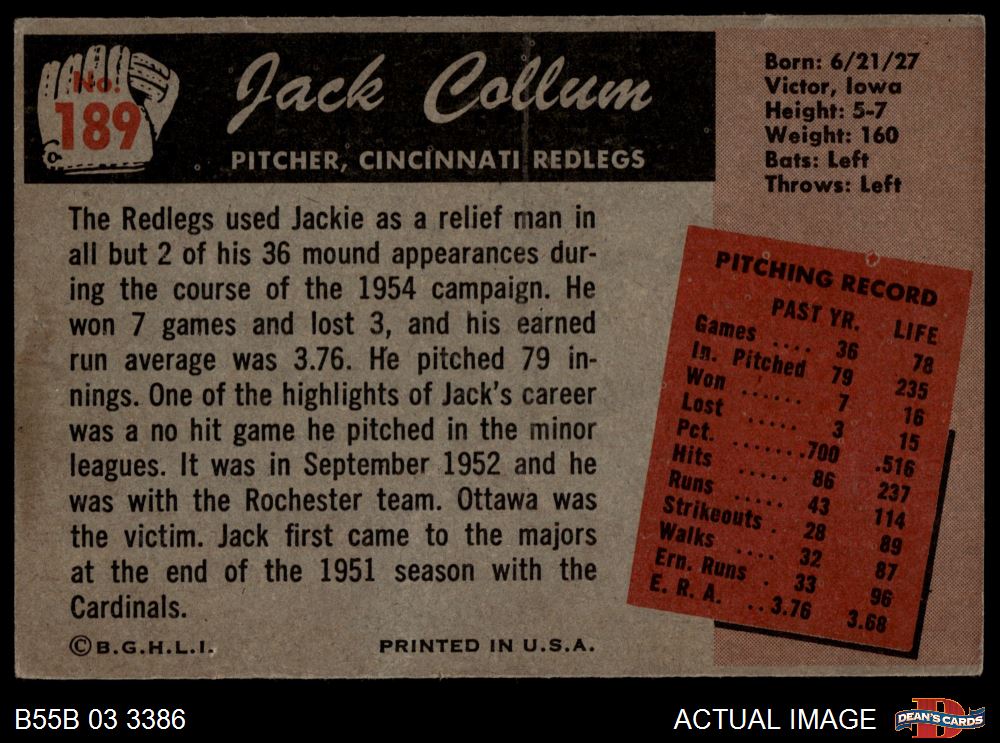 No.
189
Jack Collum
PITCHER, CINCINNATI REDLEGS
Born: 6/21/27
Victor, Iowa
Height: 5-7
Weight: 160
Bats: Left
Throws: Left
The Redlegs used Jackie as a relief man in
all but 2 of his 36 mound appearances dur-
ing the course of the 1954 campaign. He
won 7 games and lost 3, and his earned
run average was 3.76. He pitched 79 in-
nings. One of the highlights of Jack's career
was a no hit game he pitched in the minor
leagues. It was in September 1952 and he
was with the Rochester team. Ottawa was
the victim. Jack first came to the majors
at the end of the 1951 season with the
Cardinals.
©B.G.H.L.I. PRINTED IN U.S.A.
PITCHING RECORD
PAST YR. LIFE
Games .... 36 78
In. Pitched 79 235
Won ...... 7 16
Lost ..... 3 15
Pct. .......700 .516
Hits ..... 86 237
Runs ..... 43 114
Strikeouts . 28 89
Walks .... 32 87
Ern. Runs . 33 96
E. R. A. ..3.76 3.68
B55B 03 3386
ACTUAL IMAGE
D
DEAN'S CARDS